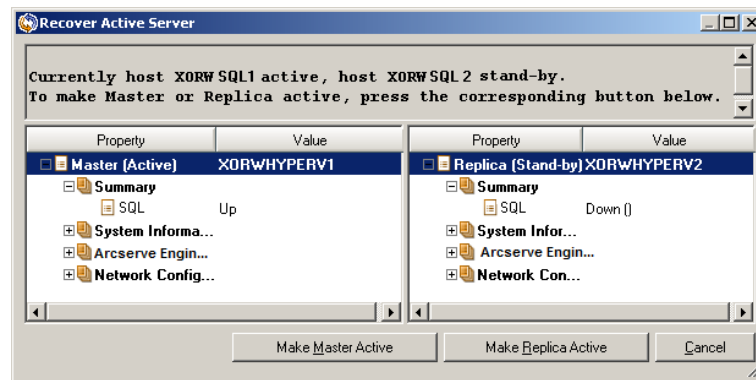 Recover Active Server
Currently host XORWSQL1 active, host XORWSQL2 stand-by.
To make Master or Replica active, press the corresponding button below.
Property Value
Master (Active) XORWHYPERV1
Summary
SQL Up
System Informa...
Arcserve Engin...
Network Config...
Property Value
Replica (Stand-by) XORWHYPERV2
Summary
SQL Down ()
System Infor...
Arcserve Engin...
Network Con...
Make Master Active
Make Replica Active
Cancel